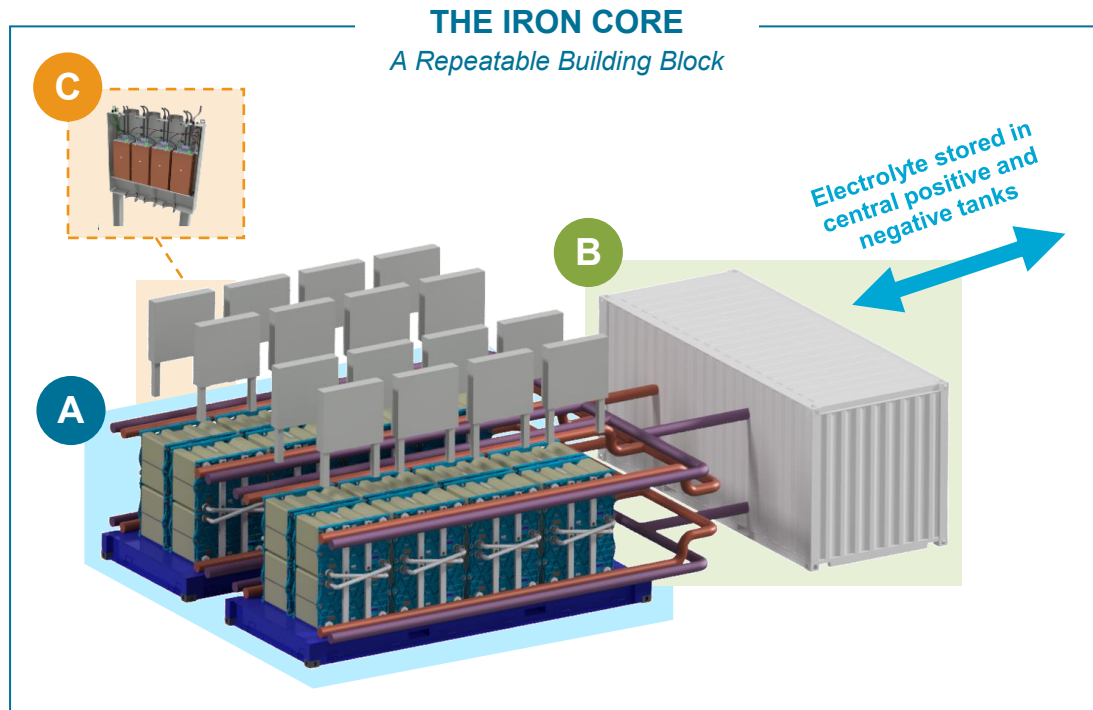 THE IRON CORE
A Repeatable Building Block
C
Electrolyte stored in
central positive and
negative tanks
B
A